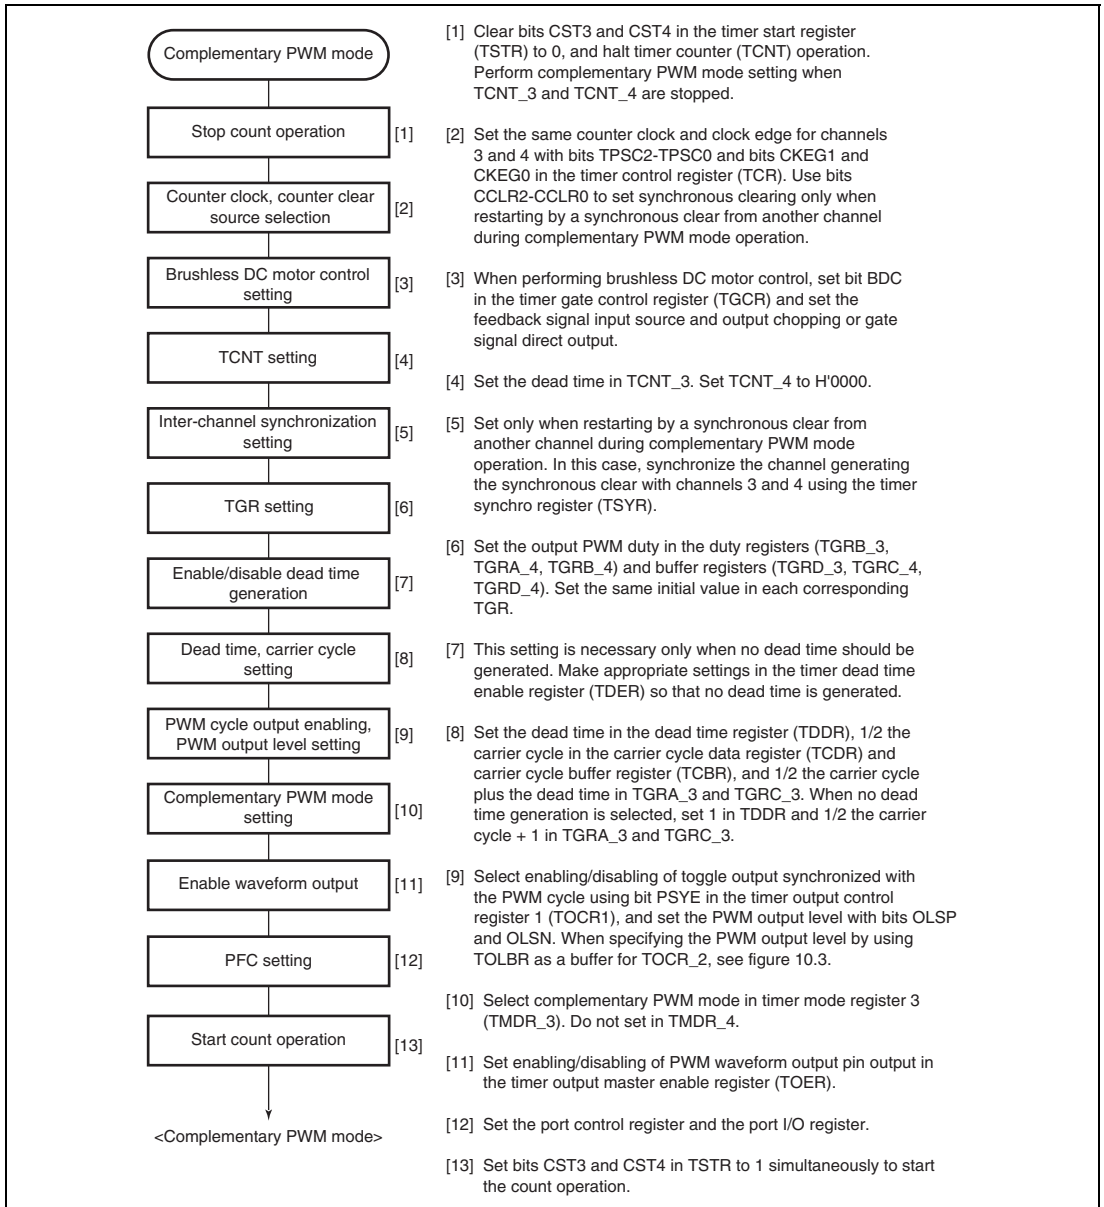 Complementary PWM mode
Stop count operation
[1]
Counter clock, counter clear
source selection
[2]
Brushless DC motor control
setting
[3]
TCNT setting
[4]
Inter-channel synchronization
setting
[5]
TGR setting
[6]
Enable/disable dead time
generation
[7]
Dead time, carrier cycle
setting
[8]
PWM cycle output enabling,
PWM output level setting
[9]
Complementary PWM mode
setting
[10]
Enable waveform output
[11]
PFC setting
[12]
Start count operation
[13]
<Complementary PWM mode>
[1] Clear bits CST3 and CST4 in the timer start register
(TSTR) to 0, and halt timer counter (TCNT) operation.
Perform complementary PWM mode setting when
TCNT_3 and TCNT_4 are stopped.
[2] Set the same counter clock and clock edge for channels
3 and 4 with bits TPSC2-TPSC0 and bits CKEG1 and
CKEG0 in the timer control register (TCR). Use bits
CCLR2-CCLR0 to set synchronous clearing only when
restarting by a synchronous clear from another channel
during complementary PWM mode operation.
[3] When performing brushless DC motor control, set bit BDC
in the timer gate control register (TGCR) and set the
feedback signal input source and output chopping or gate
signal direct output.
[4] Set the dead time in TCNT_3. Set TCNT_4 to H'0000.
[5] Set only when restarting by a synchronous clear from
another channel during complementary PWM mode
operation. In this case, synchronize the channel generating
the synchronous clear with channels 3 and 4 using the timer
synchro register (TSYR).
[6] Set the output PWM duty in the duty registers (TGRB_3,
TGRA_4, TGRB_4) and buffer registers (TGRD_3, TGRC_4,
TGRD_4). Set the same initial value in each corresponding
TGR.
[7] This setting is necessary only when no dead time should be
generated. Make appropriate settings in the timer dead time
enable register (TDER) so that no dead time is generated.
[8] Set the dead time in the dead time register (TDDR), 1/2 the
carrier cycle in the carrier cycle data register (TCDR) and
carrier cycle buffer register (TCBR), and 1/2 the carrier cycle
plus the dead time in TGRA_3 and TGRC_3. When no dead
time generation is selected, set 1 in TDDR and 1/2 the carrier
cycle + 1 in TGRA_3 and TGRC_3.
[9] Select enabling/disabling of toggle output synchronized with
the PWM cycle using bit PSYE in the timer output control
register 1 (TOCR1), and set the PWM output level with bits OLSP
and OLSN. When specifying the PWM output level by using
TOLBR as a buffer for TOCR_2, see figure 10.3.
[10] Select complementary PWM mode in timer mode register 3
(TMDR_3). Do not set in TMDR_4.
[11] Set enabling/disabling of PWM waveform output pin output in
the timer output master enable register (TOER).
[12] Set the port control register and the port I/O register.
[13] Set bits CST3 and CST4 in TSTR to 1 simultaneously to start
the count operation.